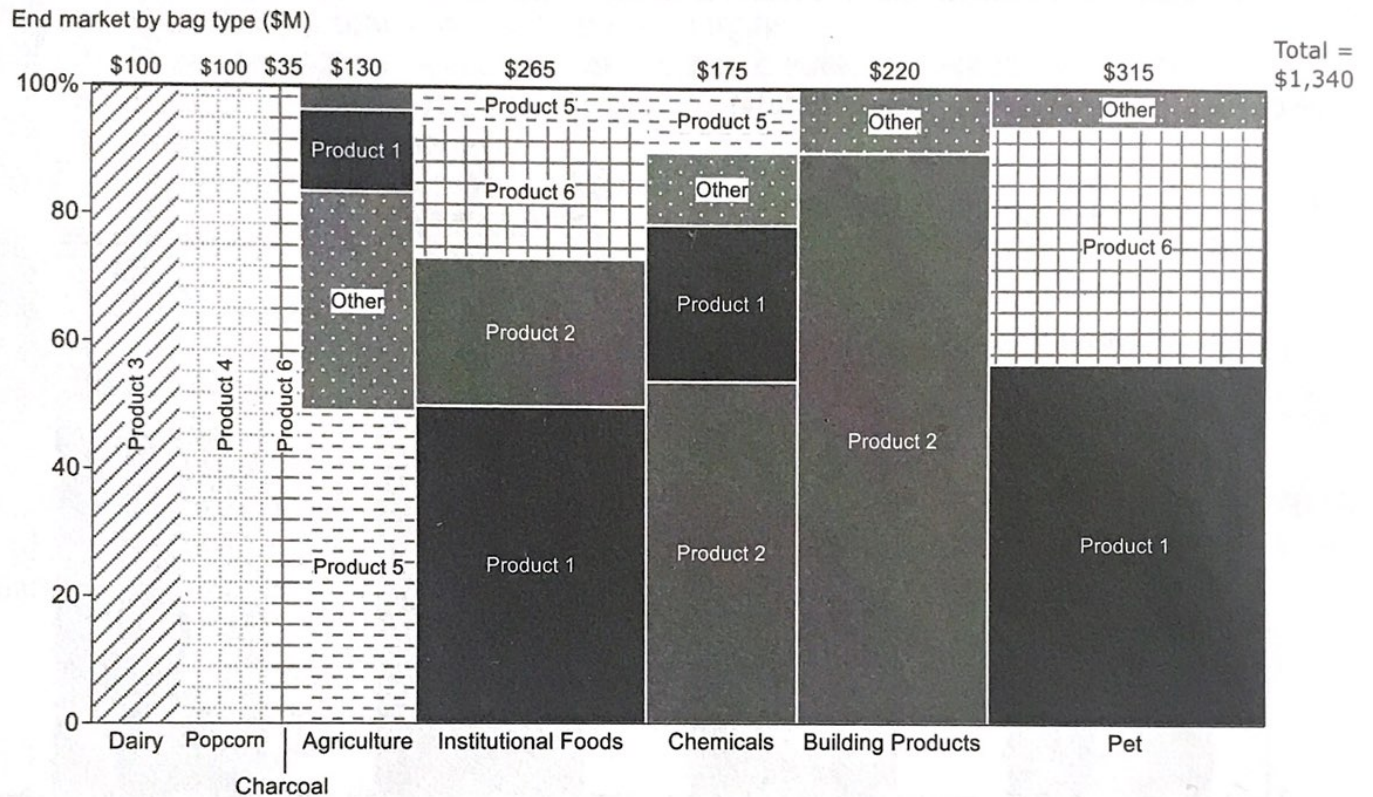 End market by bag type ($M)
$100 $100 $35 $130 $265 $175 $220 $315 Total =
$1,340
100%
80
60
40
20
0
Product 3
Product 4
Product 6
Product 1
Other
Product 5
Product 5
Product 6
Product 2
Product 1
Product 5
Other
Product 1
Product 2
Other
Product 2
Other
Product 6
Product 1
Dairy Popcorn Agriculture Institutional Foods Chemicals Building Products Pet
Charcoal